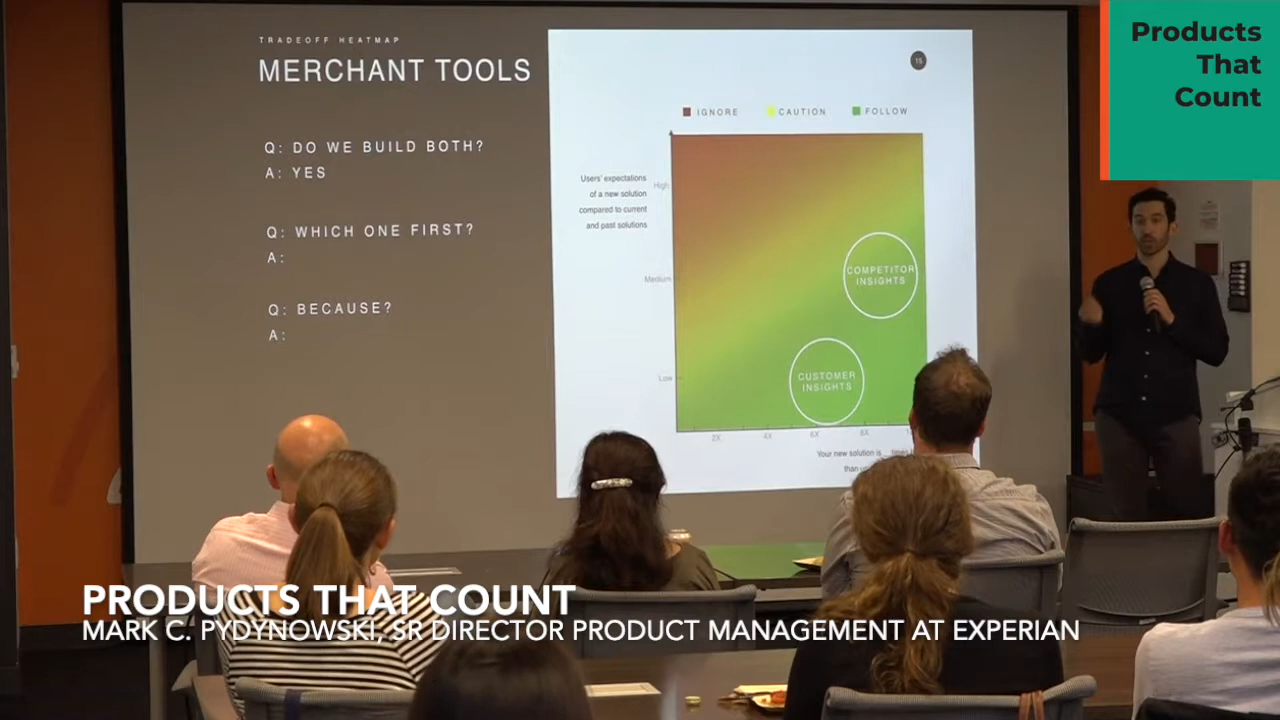 TRADEOFF HEATMAP
MERCHANT TOOLS
Q: DO WE BUILD BOTH?
A: YES
Q: WHICH ONE FIRST?
A:
Q: BECAUSE?
A:
15
IGNORE CAUTION FOLLOW
Users' expectations
of a new solution
compared to current
and past solutions
High
Medium
Low
COMPETITOR
INSIGHTS
CUSTOMER
INSIGHTS
2X 4X 6X 8X
Your new solution is times
than
Products
That
Count
PRODUCTS THAT COUNT
MARK C. PYDYNOWSKI, SR DIRECTOR PRODUCT MANAGEMENT AT EXPERIAN